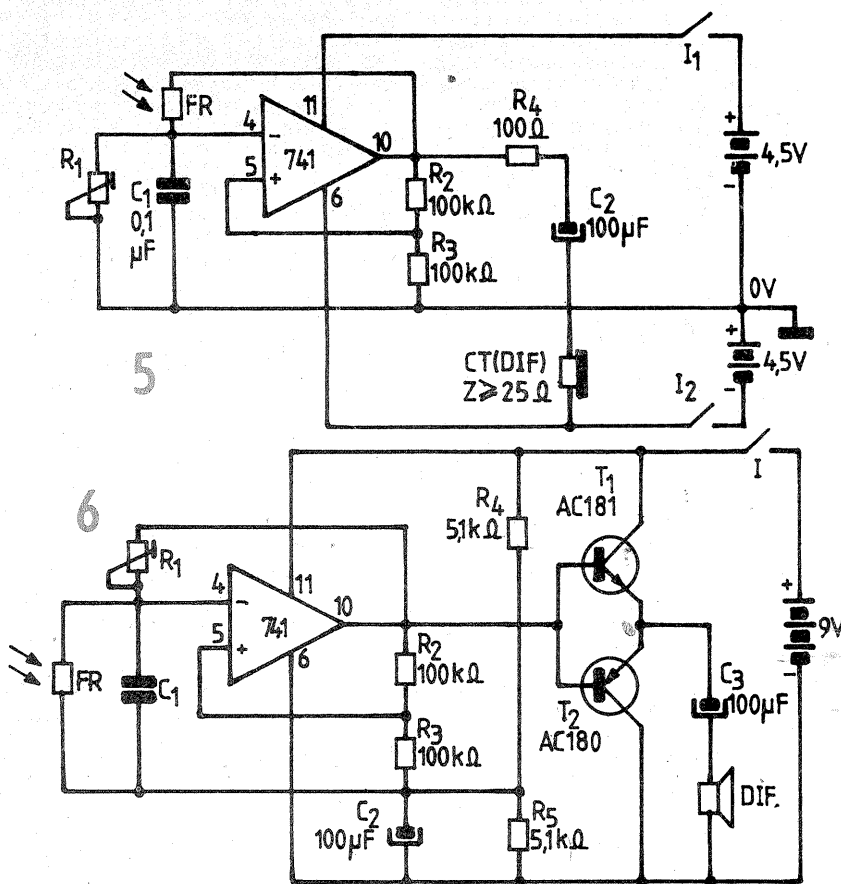 I1
11
FR
R4
100Ω
+
4,5V
-
4
-
10
741
5
+
R1
C1
0,1
µF
6
R2
100kΩ
C2
100µF
R3
100kΩ
0V
5
CT(DIF)
Z⩾25Ω
+
4,5V
-
I2
I
6
R4
5,1kΩ
T1
AC181
R1
4
-
11
10
741
5
+
6
+
9V
-
FR
C1
R2
100kΩ
T2
AC180
C3
100µF
R3
100kΩ
C2
100µF
R5
5,1kΩ
DIF.